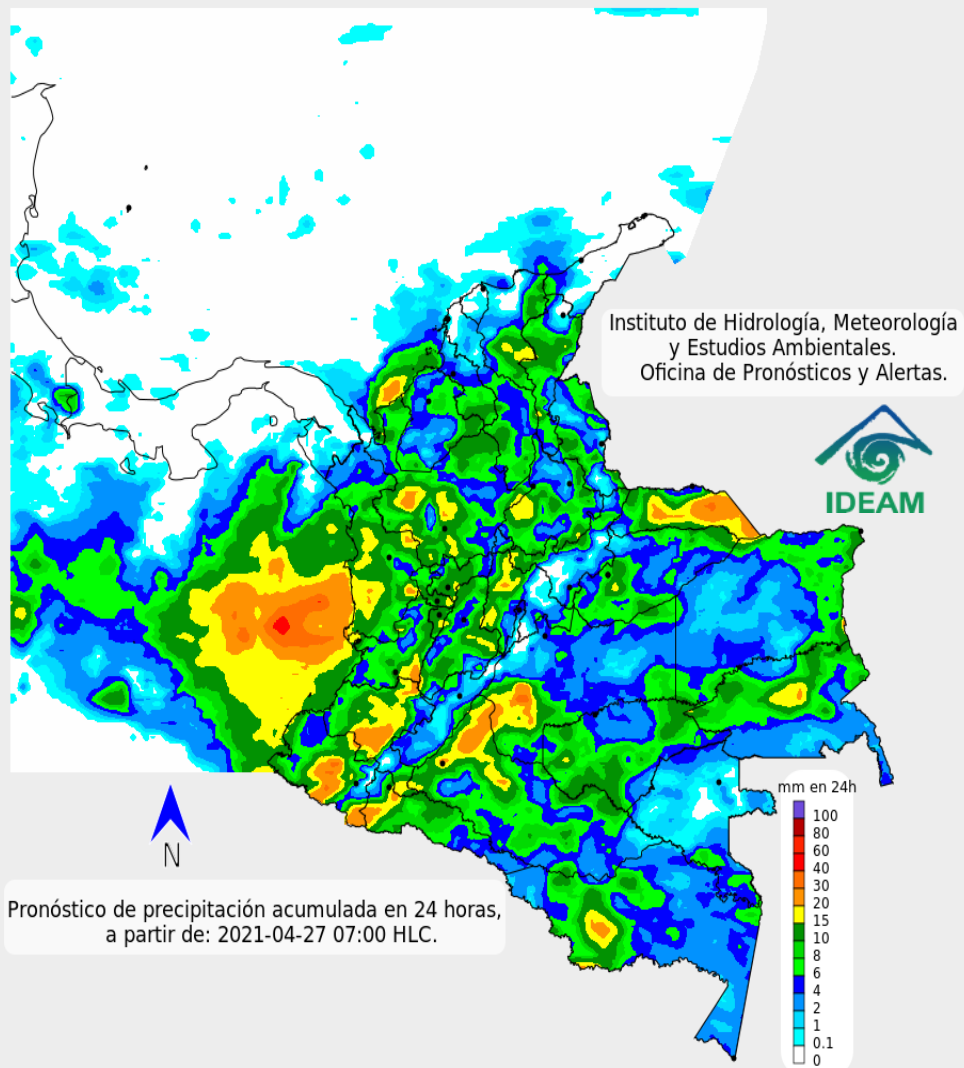 Instituto de Hidrología, Meteorología
y Estudios Ambientales.
Oficina de Pronósticos y Alertas.
IDEAM
mm en 24h
100
80
60
40
30
20
15
10
8
6
4
2
1
0.1
0
N
Pronóstico de precipitación acumulada en 24 horas,
a partir de: 2021-04-27 07:00 HLC.